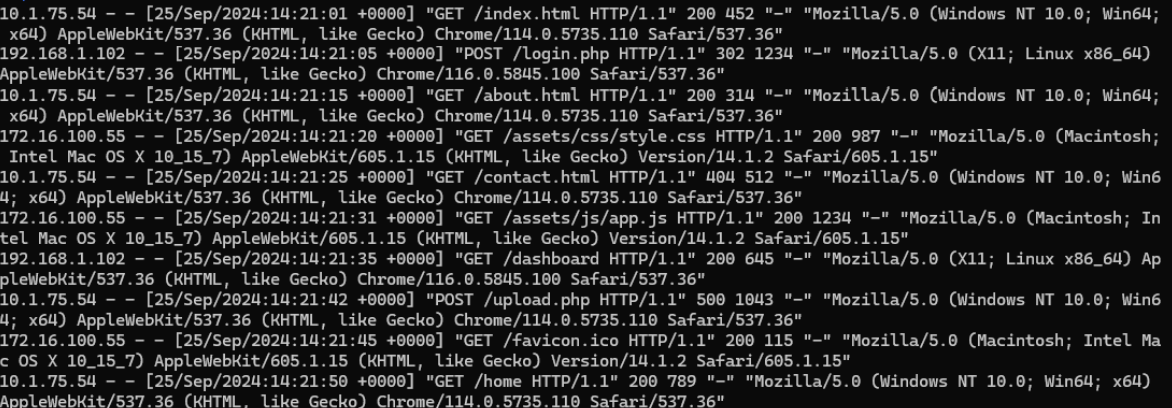 10.1.75.54 - - [25/Sep/2024:14:21:01 +0000] "GET /index.html HTTP/1.1" 200 452 "-" "Mozilla/5.0 (Windows NT 10.0; Win64;
 x64) AppleWebKit/537.36 (KHTML, like Gecko) Chrome/114.0.5735.110 Safari/537.36"
192.168.1.102 - - [25/Sep/2024:14:21:05 +0000] "POST /login.php HTTP/1.1" 302 1234 "-" "Mozilla/5.0 (X11; Linux x86_64)
AppleWebKit/537.36 (KHTML, like Gecko) Chrome/116.0.5845.100 Safari/537.36"
10.1.75.54 - - [25/Sep/2024:14:21:15 +0000] "GET /about.html HTTP/1.1" 200 314 "-" "Mozilla/5.0 (Windows NT 10.0; Win64;
 x64) AppleWebKit/537.36 (KHTML, like Gecko) Chrome/114.0.5735.110 Safari/537.36"
172.16.100.55 - - [25/Sep/2024:14:21:20 +0000] "GET /assets/css/style.css HTTP/1.1" 200 987 "-" "Mozilla/5.0 (Macintosh;
 Intel Mac OS X 10_15_7) AppleWebKit/605.1.15 (KHTML, like Gecko) Version/14.1.2 Safari/605.1.15"
10.1.75.54 - - [25/Sep/2024:14:21:25 +0000] "GET /contact.html HTTP/1.1" 404 512 "-" "Mozilla/5.0 (Windows NT 10.0; Win6
4; x64) AppleWebKit/537.36 (KHTML, like Gecko) Chrome/114.0.5735.110 Safari/537.36"
172.16.100.55 - - [25/Sep/2024:14:21:31 +0000] "GET /assets/js/app.js HTTP/1.1" 200 1234 "-" "Mozilla/5.0 (Macintosh; In
tel Mac OS X 10_15_7) AppleWebKit/605.1.15 (KHTML, like Gecko) Version/14.1.2 Safari/605.1.15"
192.168.1.102 - - [25/Sep/2024:14:21:35 +0000] "GET /dashboard HTTP/1.1" 200 645 "-" "Mozilla/5.0 (X11; Linux x86_64) Ap
pleWebKit/537.36 (KHTML, like Gecko) Chrome/116.0.5845.100 Safari/537.36"
10.1.75.54 - - [25/Sep/2024:14:21:42 +0000] "POST /upload.php HTTP/1.1" 500 1043 "-" "Mozilla/5.0 (Windows NT 10.0; Win6
4; x64) AppleWebKit/537.36 (KHTML, like Gecko) Chrome/114.0.5735.110 Safari/537.36"
172.16.100.55 - - [25/Sep/2024:14:21:45 +0000] "GET /favicon.ico HTTP/1.1" 200 115 "-" "Mozilla/5.0 (Macintosh; Intel Ma
c OS X 10_15_7) AppleWebKit/605.1.15 (KHTML, like Gecko) Version/14.1.2 Safari/605.1.15"
10.1.75.54 - - [25/Sep/2024:14:21:50 +0000] "GET /home HTTP/1.1" 200 789 "-" "Mozilla/5.0 (Windows NT 10.0; Win64; x64)
AppleWebKit/537.36 (KHTML, like Gecko) Chrome/114.0.5735.110 Safari/537.36"